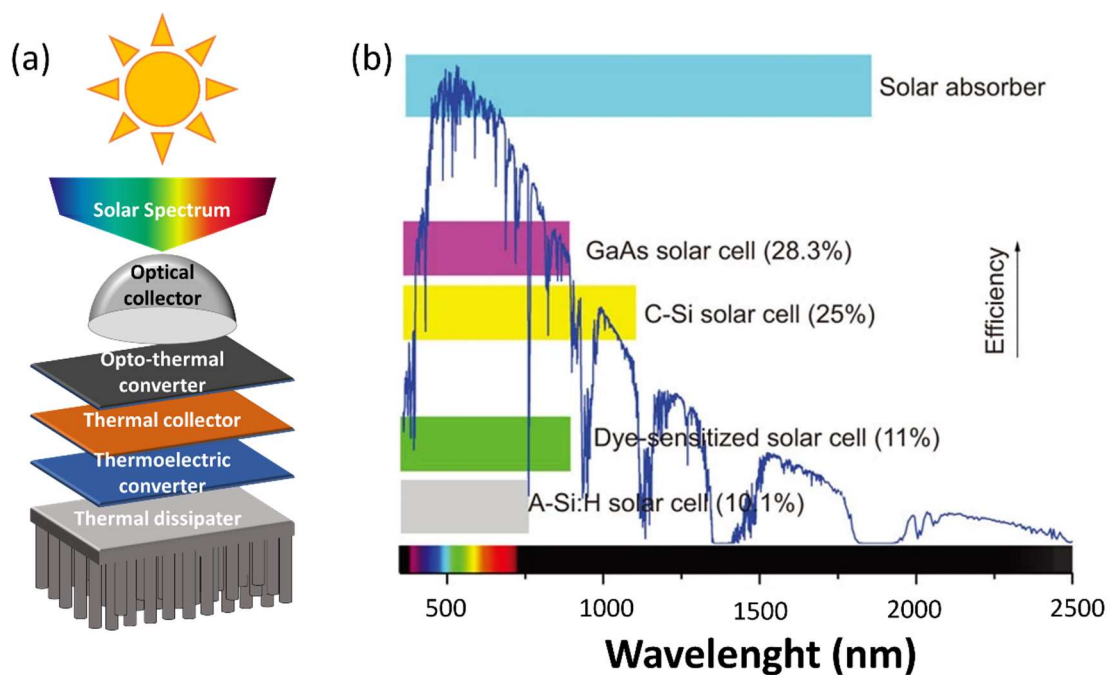 (a)
Solar Spectrum
Optical
collector
Opto-thermal
converter
Thermal collector
Thermoelectric
converter
Thermal dissipater
(b)
Solar absorber
GaAs solar cell (28.3%)
C-Si solar cell (25%)
Efficiency
Dye-sensitized solar cell (11%)
A-Si:H solar cell (10.1%)
500
1000
1500
2000
2500
Wavelenght (nm)